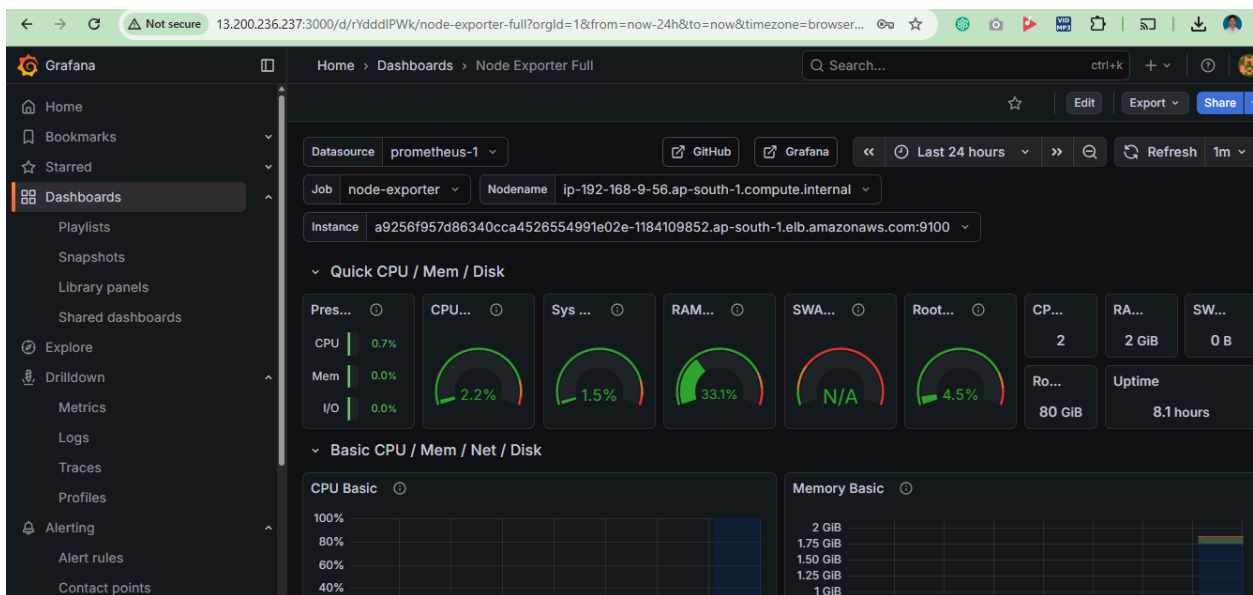 Not secure 13.200.236.237:3000/d/rYdddlPWk/node-exporter-full?orgId=1&from=now-24h&to=now&timezone=browser...
VID
MP3
Grafana
Home > Dashboards > Node Exporter Full
Search...
ctrl+k
Home
Bookmarks
Starred
Dashboards
Playlists
Snapshots
Library panels
Shared dashboards
Explore
Drilldown
Metrics
Logs
Traces
Profiles
Alerting
Alert rules
Contact points
Edit
Export
Share
Datasource prometheus-1
GitHub
Grafana
Last 24 hours
Refresh 1m
Job node-exporter
Nodename ip-192-168-9-56.ap-south-1.compute.internal
Instance a9256f957d86340cca4526554991e02e-1184109852.ap-south-1.elb.amazonaws.com:9100
Quick CPU / Mem / Disk
Pres...
CPU 0.7%
Mem 0.0%
I/O 0.0%
CPU...
2.2%
Sys ...
1.5%
RAM...
33.1%
SWA...
N/A
Root...
4.5%
CP...
2
RA...
2 GiB
SW...
0 B
Ro...
80 GiB
Uptime
8.1 hours
Basic CPU / Mem / Net / Disk
CPU Basic
100%
80%
60%
40%
Memory Basic
2 GiB
1.75 GiB
1.50 GiB
1.25 GiB
1 GiB